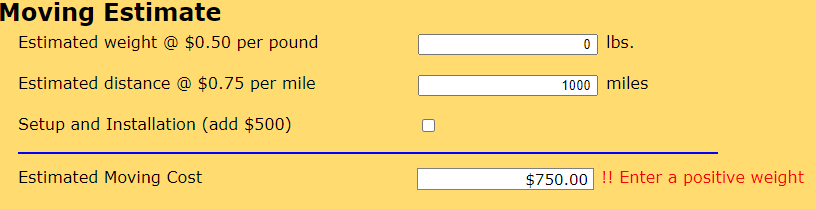 Moving Estimate
Estimated weight @ $0.50 per pound 0 lbs.
Estimated distance @ $0.75 per mile 1000 miles
Setup and Installation (add $500)
Estimated Moving Cost $750.00 !! Enter a positive weight